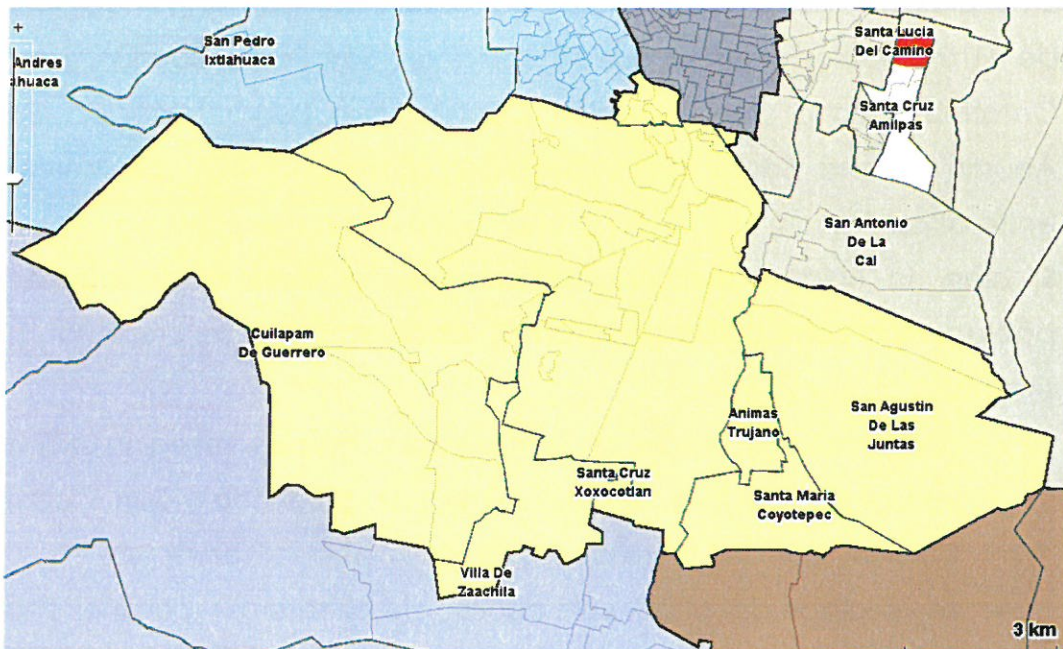 +
San Pedro
Ixtlahuaca
Andres
ahuaca
Santa Lucia
Del Camino
Santa Cruz
Amilpas
San Antonio
De La
Cal
Cuilapam
De Guerrero
Animas
Trujano
San Agustin
De Las
Juntas
Santa Cruz
Xoxocotlan
Santa Maria
Coyotepec
Villa De
Zaachila
3 km